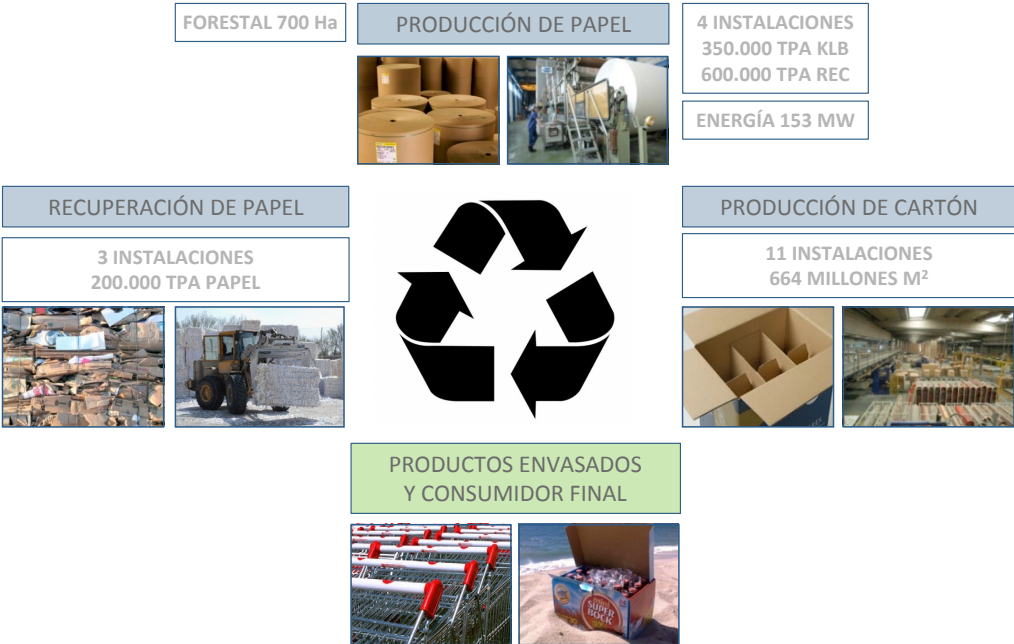 FORESTAL 700 Ha
PRODUCCIÓN DE PAPEL
4 INSTALACIONES
350.000 TPA KLB
600.000 TPA REC
ENERGÍA 153 MW
RECUPERACIÓN DE PAPEL
3 INSTALACIONES
200.000 TPA PAPEL
PRODUCCIÓN DE CARTÓN
11 INSTALACIONES
664 MILLONES M²
PRODUCTOS ENVASADOS
Y CONSUMIDOR FINAL
SUPER
BOCK